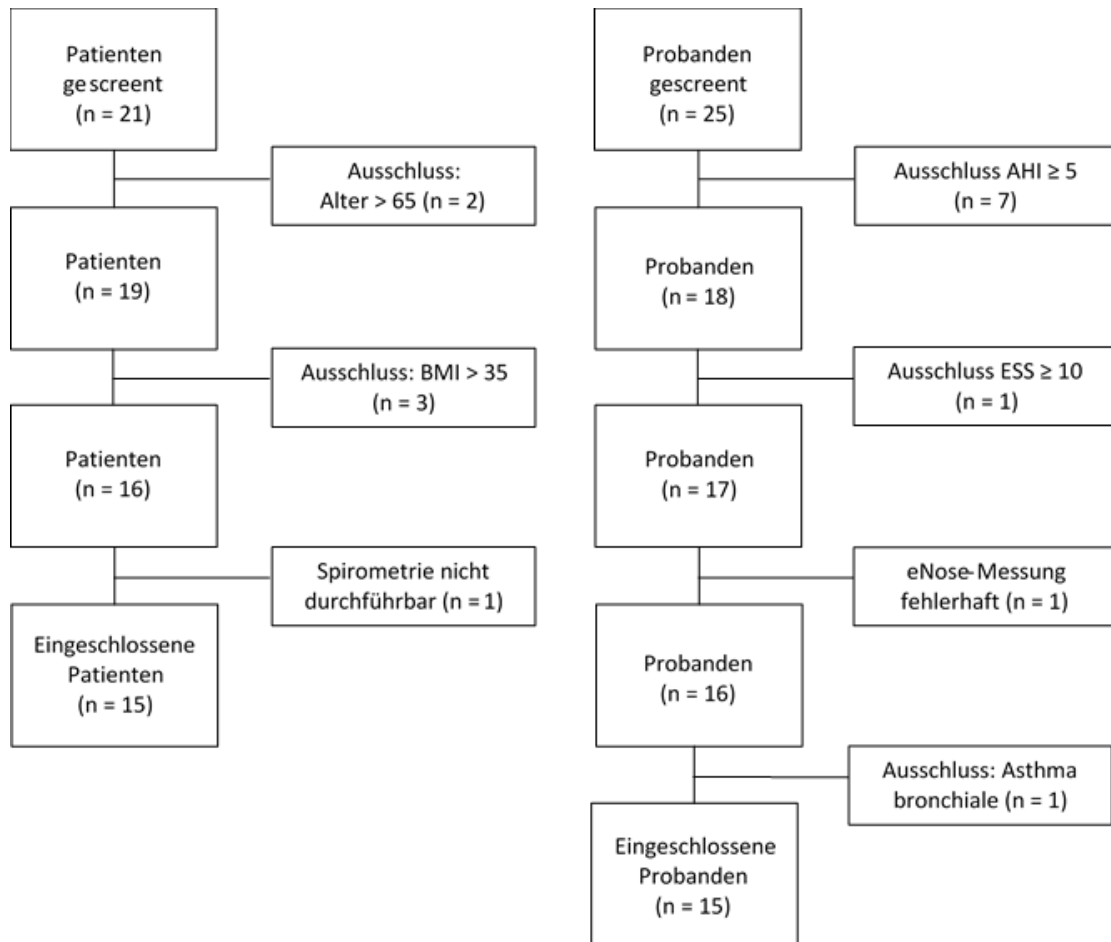 Patienten
gescreent
(n = 21)
Ausschluss:
Alter > 65 (n = 2)
Patienten
(n = 19)
Ausschluss: BMI > 35
(n = 3)
Patienten
(n = 16)
Spirometrie nicht
durchführbar (n = 1)
Eingeschlossene
Patienten
(n = 15)
Probanden
gescreent
(n = 25)
Ausschluss AHI ≥ 5
(n = 7)
Probanden
(n = 18)
Ausschluss ESS ≥ 10
(n = 1)
Probanden
(n = 17)
eNose-Messung
fehlerhaft (n = 1)
Probanden
(n = 16)
Ausschluss: Asthma
bronchiale (n = 1)
Eingeschlossene
Probanden
(n = 15)